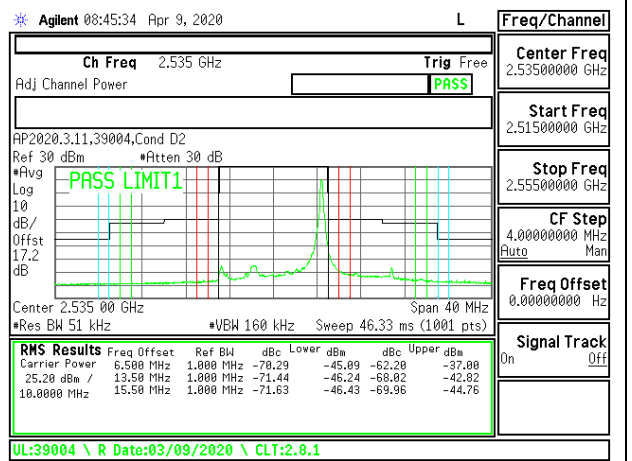 Agilent 08:45:34 Apr 9, 2020 L Freq/Channel
Ch Freq 2.535 GHz Trig Free
Adj Channel Power PASS
Center Freq
2.53500000 GHz
Start Freq
2.51500000 GHz
AP2020.3.11,39004,Cond D2
Ref 30 dBm #Atten 30 dB
#Avg
Log
10
dB/
Offst
17.2
dB
PASS LIMIT1
Stop Freq
2.55500000 GHz
CF Step
4.00000000 MHz
Auto Man
Freq Offset
0.00000000 Hz
Center 2.535 00 GHz Span 40 MHz
#Res BW 51 kHz #VBW 160 kHz Sweep 46.33 ms (1001 pts)
Signal Track
On Off
RMS Results Freq Offset Ref BW dBc Lower dBm dBc Upper dBm
Carrier Power 6.500 MHz 1.000 MHz -70.29 -45.09 -62.20 -37.00
25.20 dBm / 13.50 MHz 1.000 MHz -71.44 -46.24 -68.02 -42.82
10.0000 MHz 15.50 MHz 1.000 MHz -71.63 -46.43 -69.96 -44.76
UL:39004 \ R Date:03/09/2020 \ CLT:2.8.1